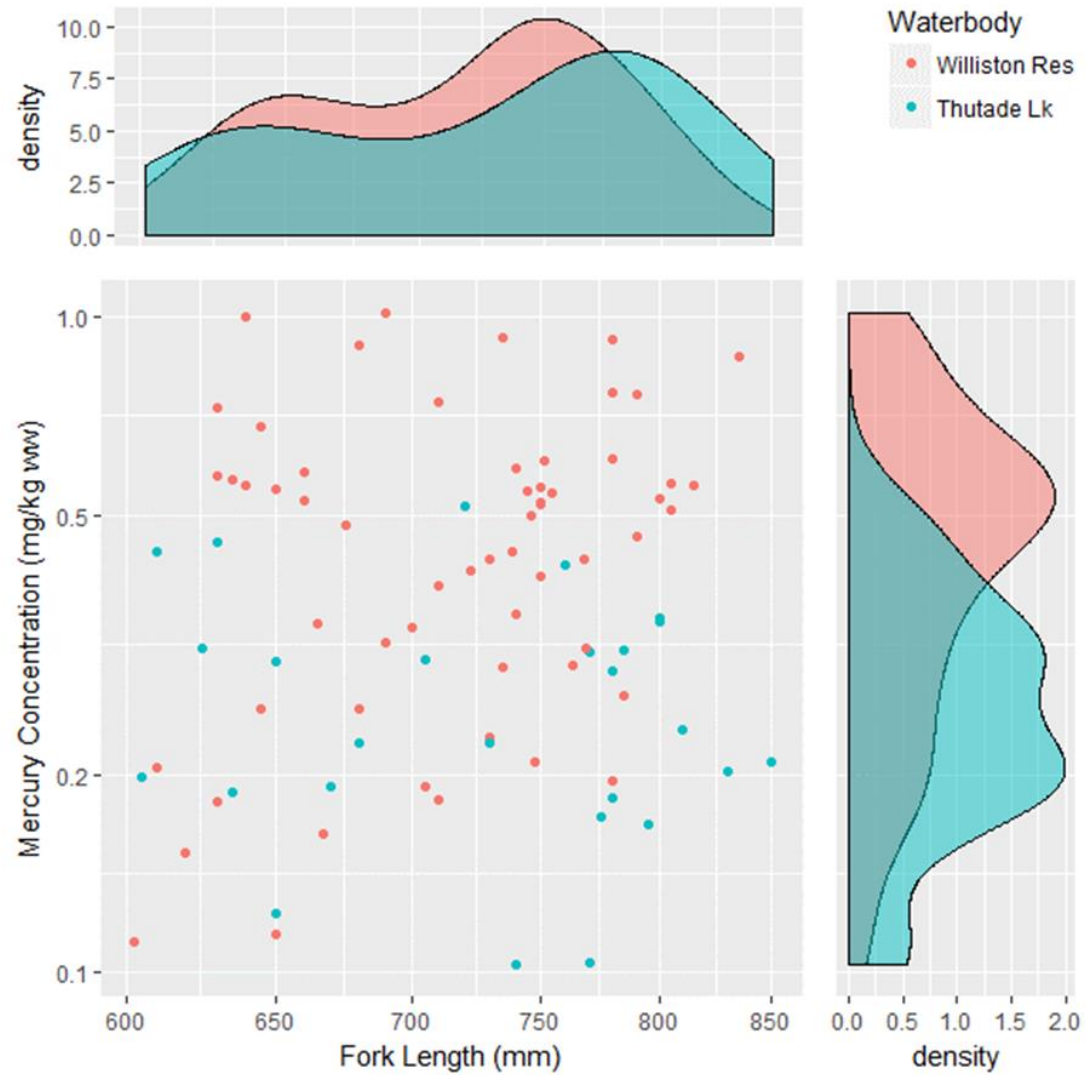 10.0
7.5
5.0
2.5
0.0
density
Waterbody
Williston Res
Thutade Lk
1.0
0.5
0.2
0.1
Mercury Concentration (mg/kg ww)
600 650 700 750 800 850
Fork Length (mm)
0.0 0.5 1.0 1.5 2.0
density